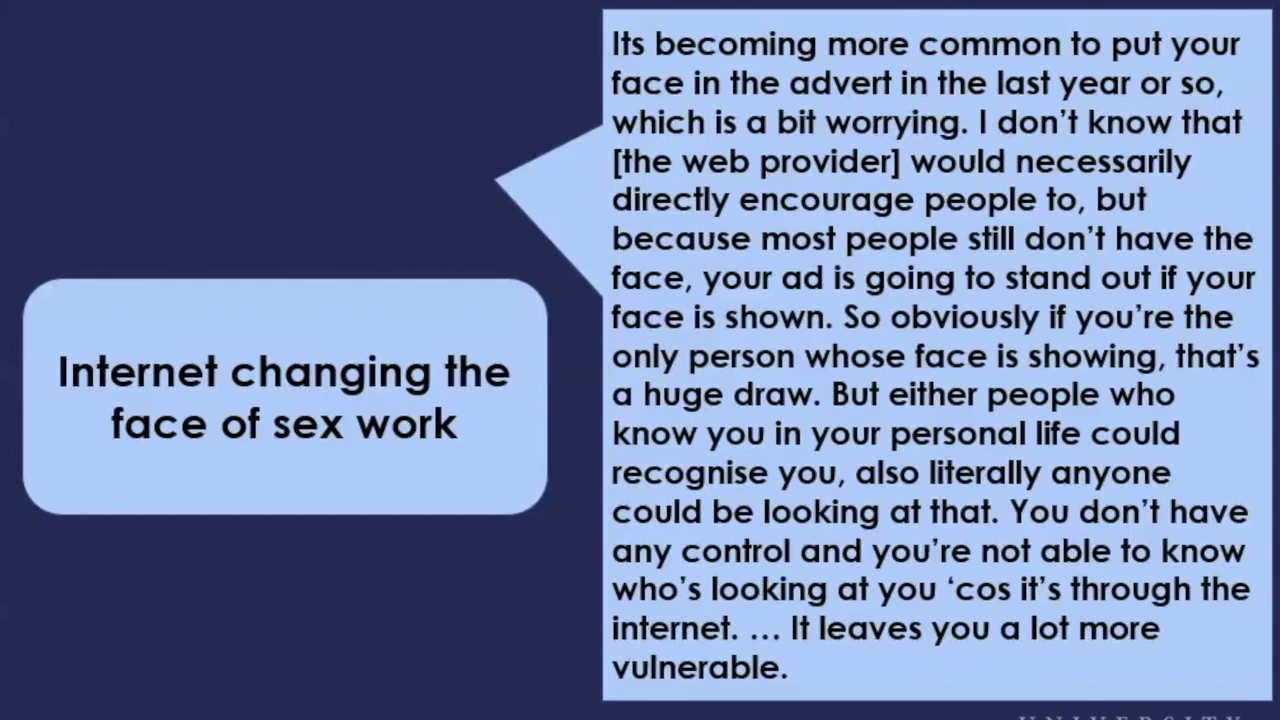 Its becoming more common to put your
face in the advert in the last year or so,
which is a bit worrying. I don’t know that
[the web provider] would necessarily
directly encourage people to, but
because most people still don’t have the
face, your ad is going to stand out if your
face is shown. So obviously if you’re the
only person whose face is showing, that’s
a huge draw. But either people who
know you in your personal life could
recognise you, also literally anyone
could be looking at that. You don’t have
any control and you’re not able to know
who’s looking at you ‘cos it’s through the
internet. … It leaves you a lot more
vulnerable.
Internet changing the
face of sex work
UNIVERSITY